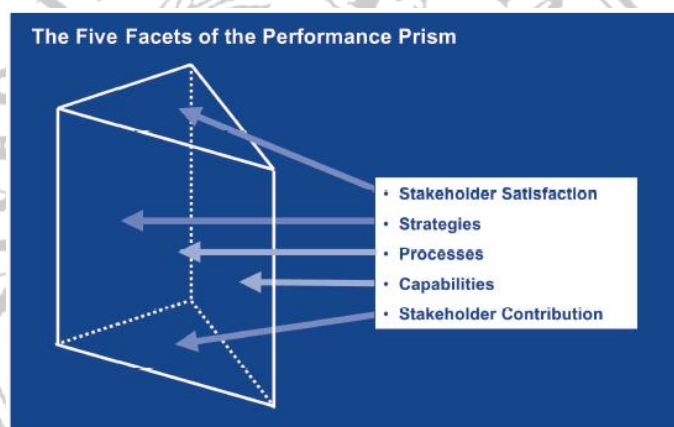 The Five Facets of the Performance Prism
• Stakeholder Satisfaction
• Strategies
• Processes
• Capabilities
• Stakeholder Contribution